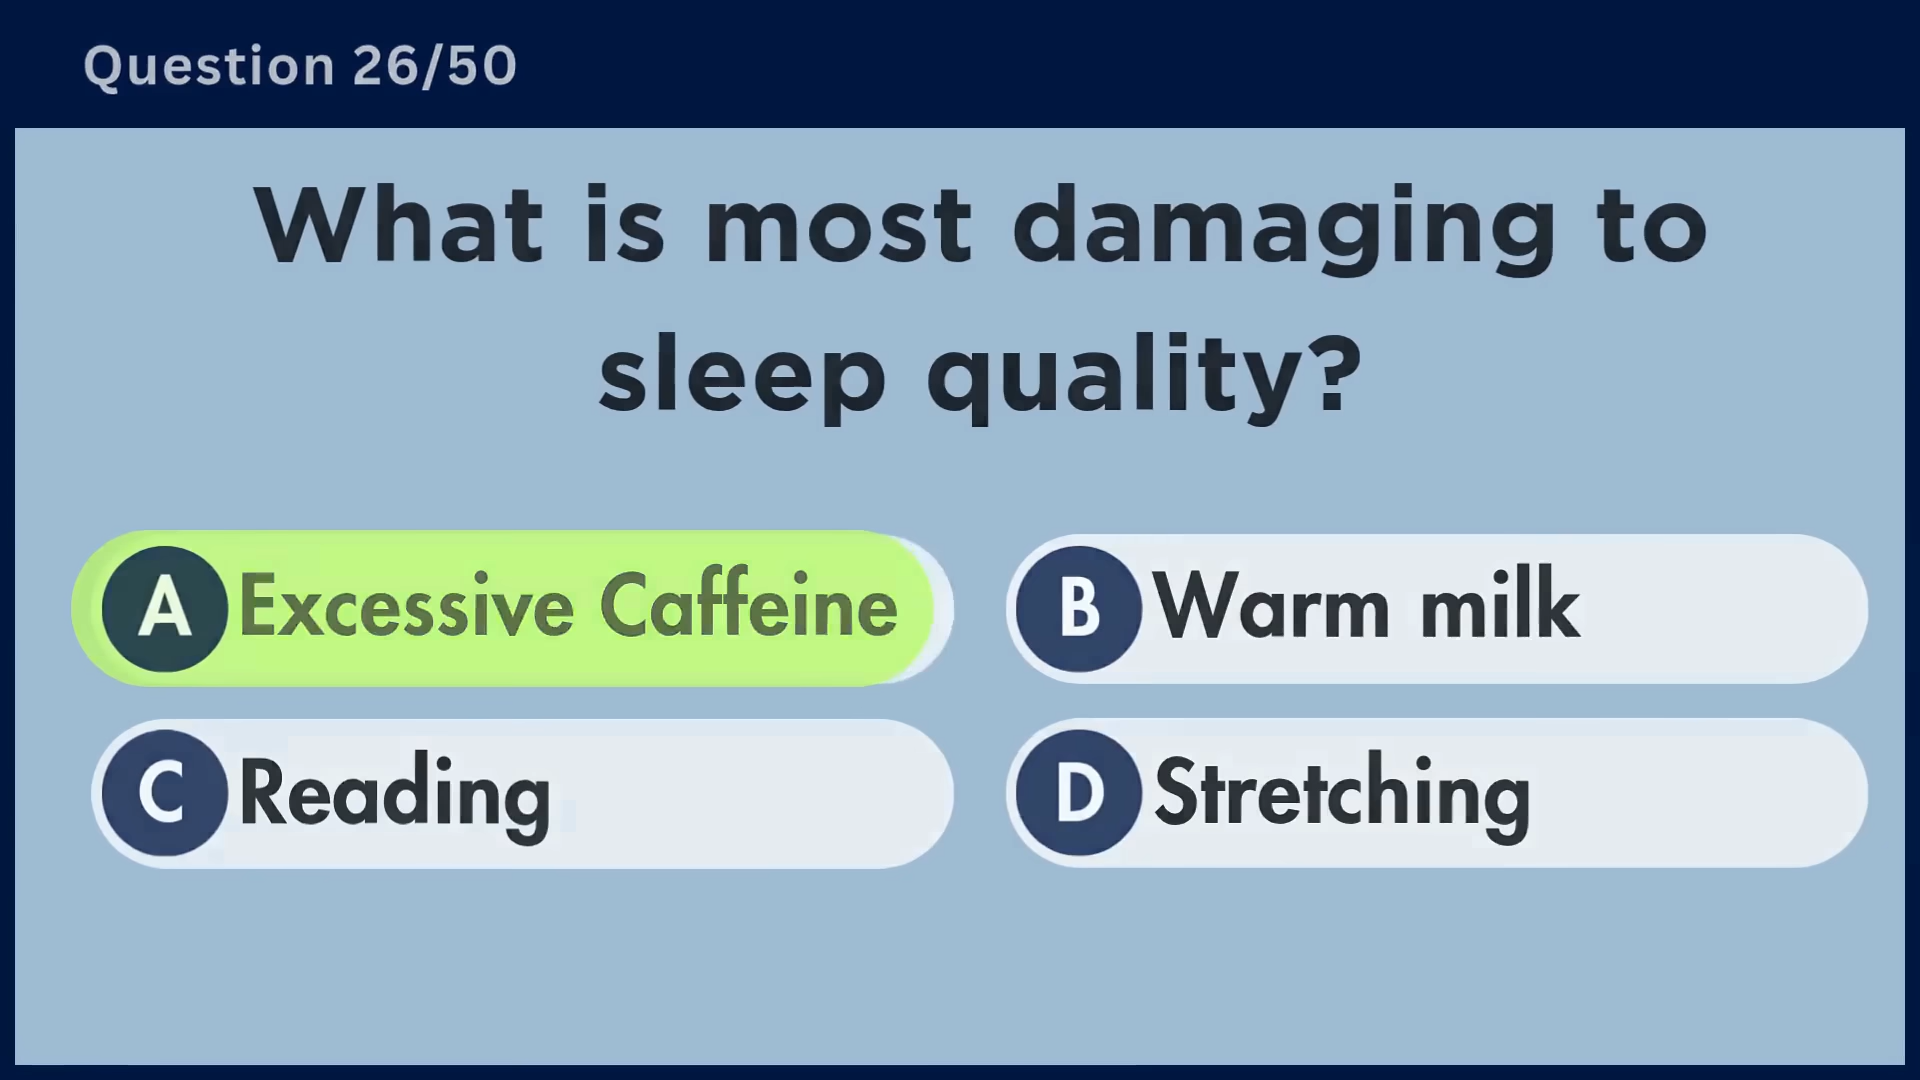 Question 26/50
What is most damaging to
sleep quality?
A Excessive Caffeine
B Warm milk
C Reading
D Stretching